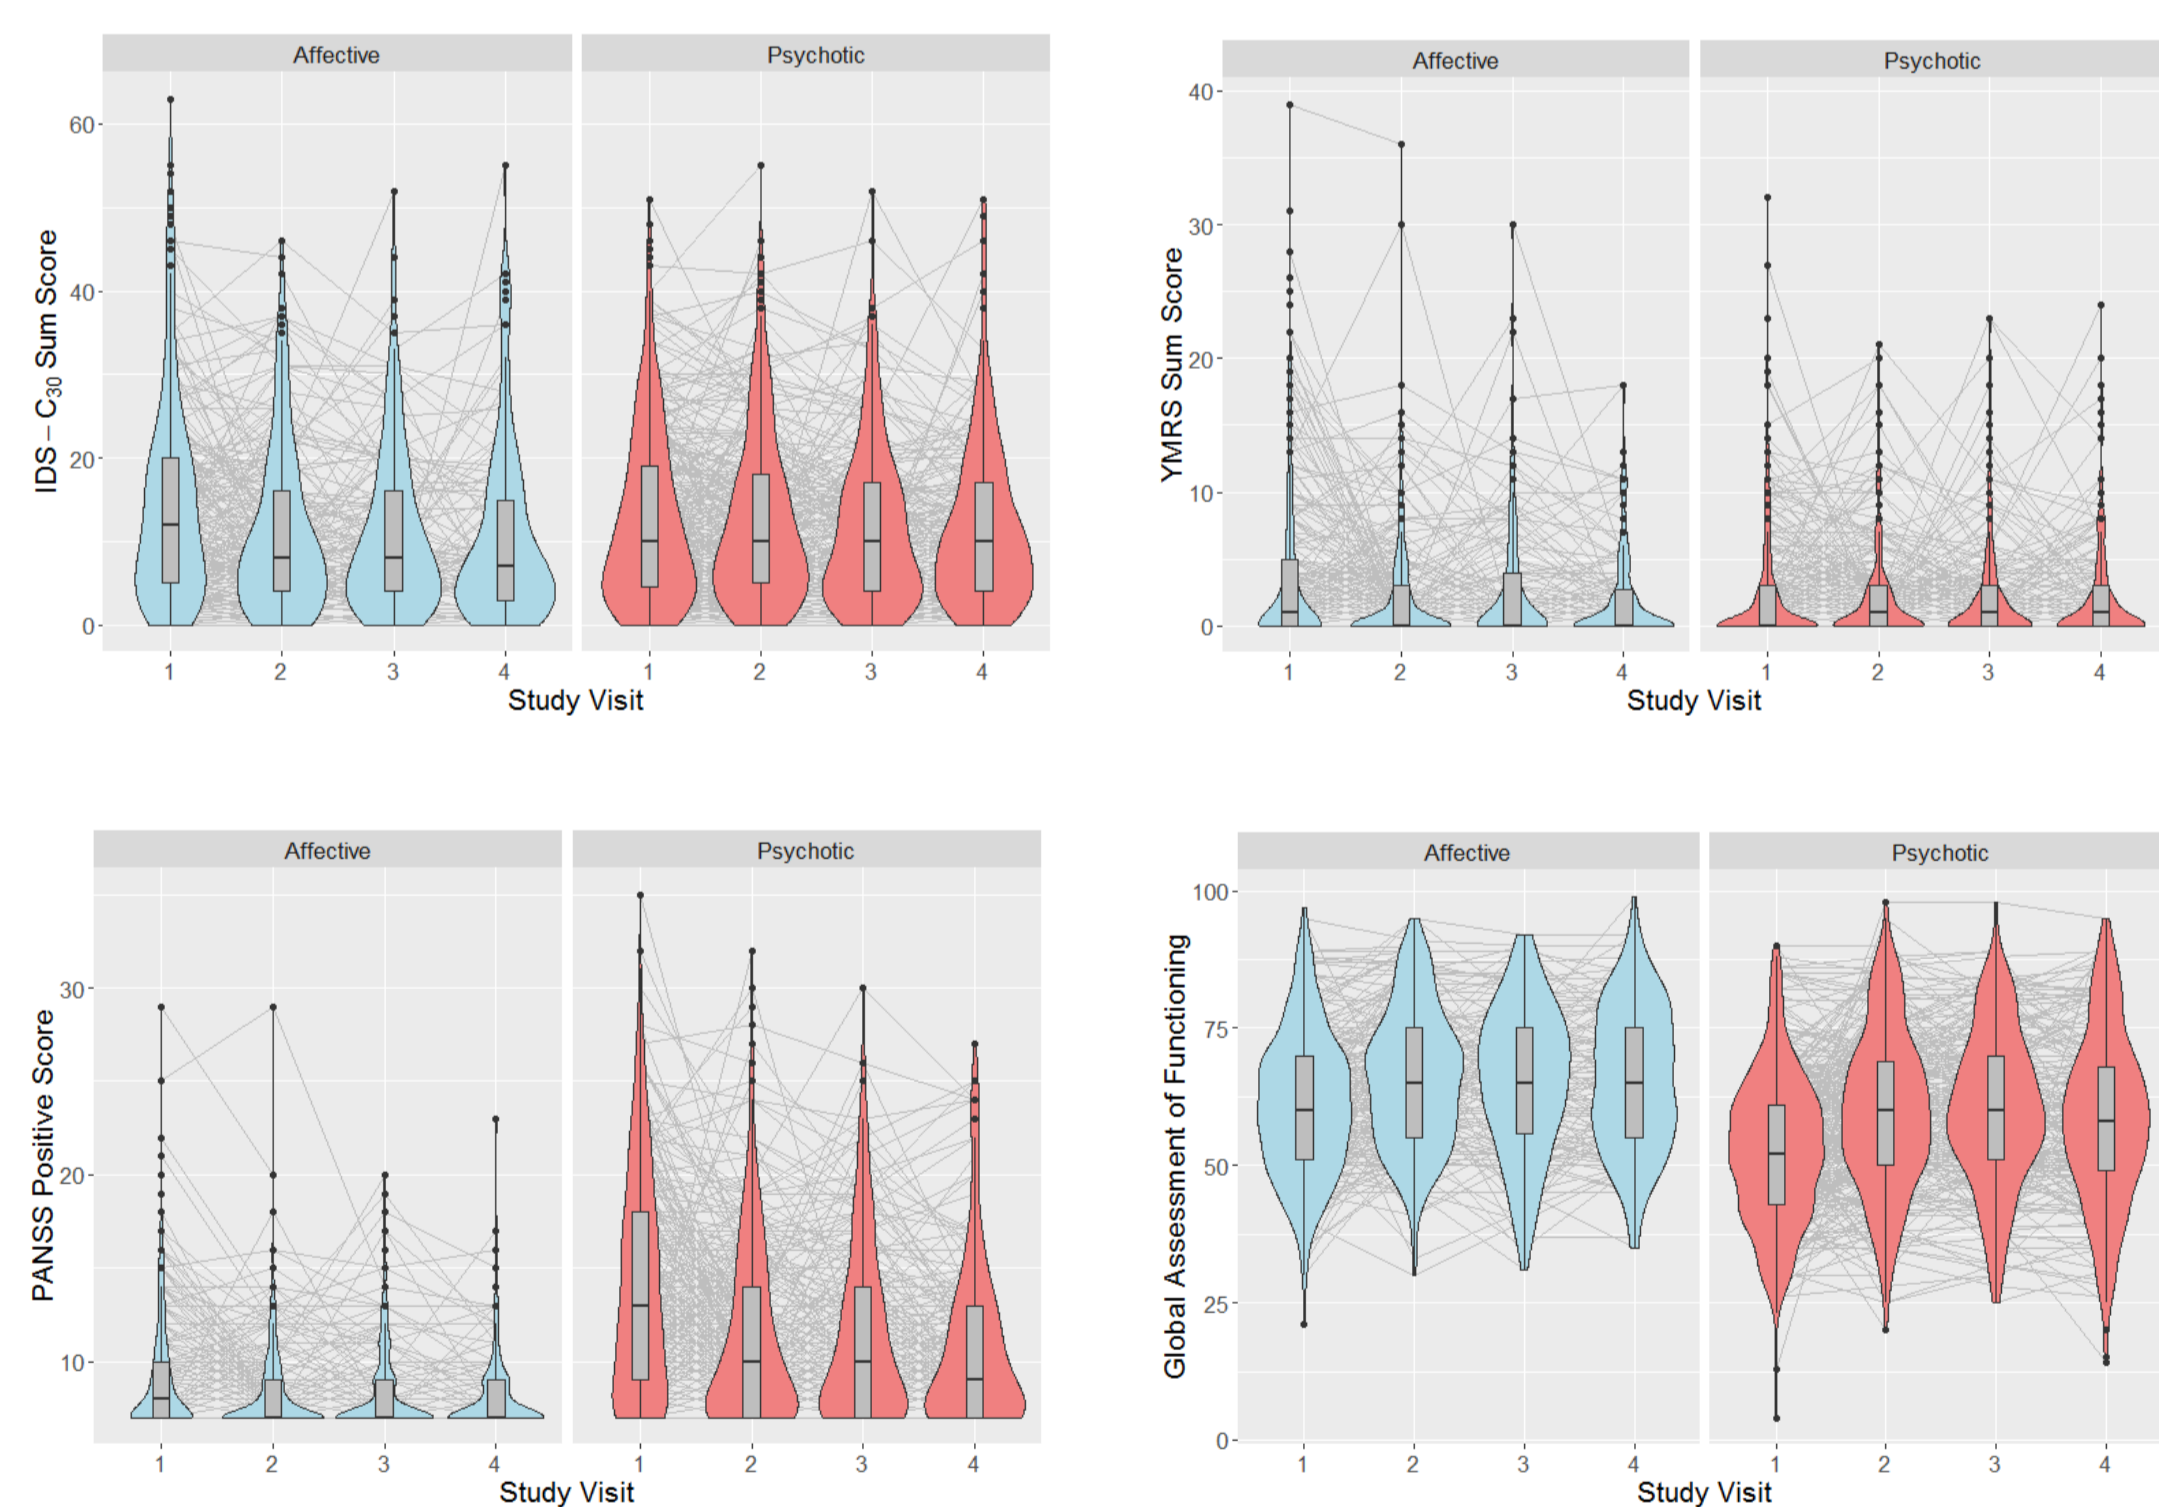 Affective Psychotic
60
40
20
0
IDS – C30 Sum Score
1 2 3 4 1 2 3 4
Study Visit
Affective Psychotic
40
30
20
10
0
YMRS Sum Score
1 2 3 4 1 2 3 4
Study Visit
Affective Psychotic
30
20
10
PANSS Positive Score
1 2 3 4 1 2 3 4
Study Visit
Affective Psychotic
100
75
50
25
0
Global Assessment of Functioning
1 2 3 4 1 2 3 4
Study Visit